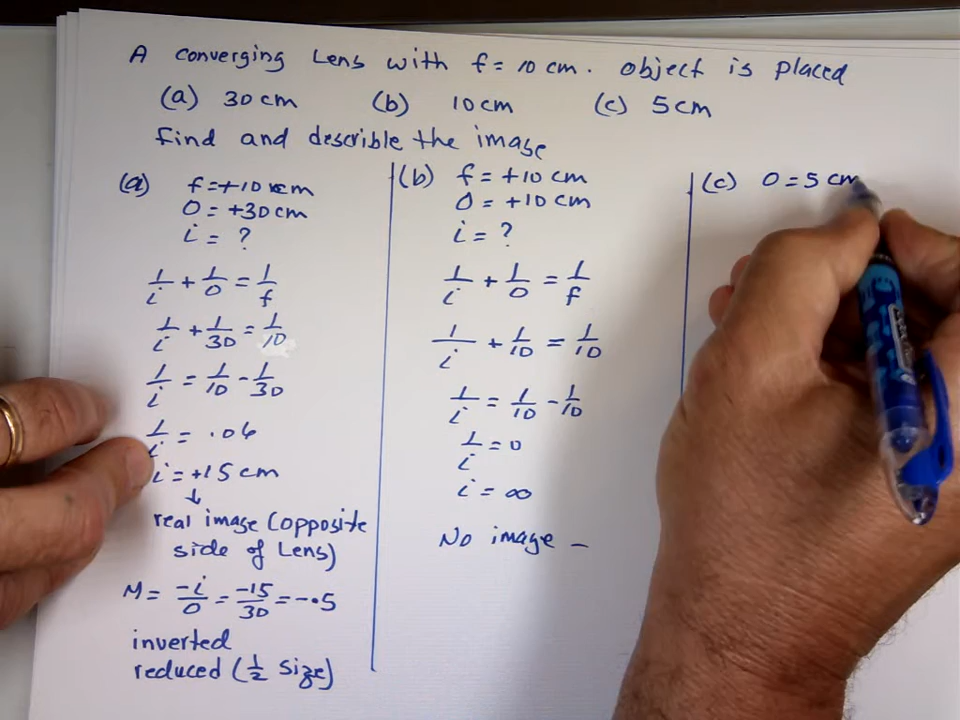 A converging Lens with f = 10 cm. object is placed
(a) 30 cm (b) 10 cm (c) 5 cm
Find and describle the image
(a) f = +10 cm
O = +30 cm
i = ?
1/i + 1/O = 1/f
1/i + 1/30 = 1/10
1/i = 1/10 - 1/30
1/i = .06
i = +15 cm
↓
real image (opposite
side of Lens)
M = -i/O = -15/30 = -.5
inverted
reduced (1/2 size)
(b) f = +10 cm
O = +10 cm
i = ?
1/i + 1/O = 1/f
1/i + 1/10 = 1/10
1/i = 1/10 - 1/10
1/i = 0
i = ∞
No image -
(c) O = 5 cm